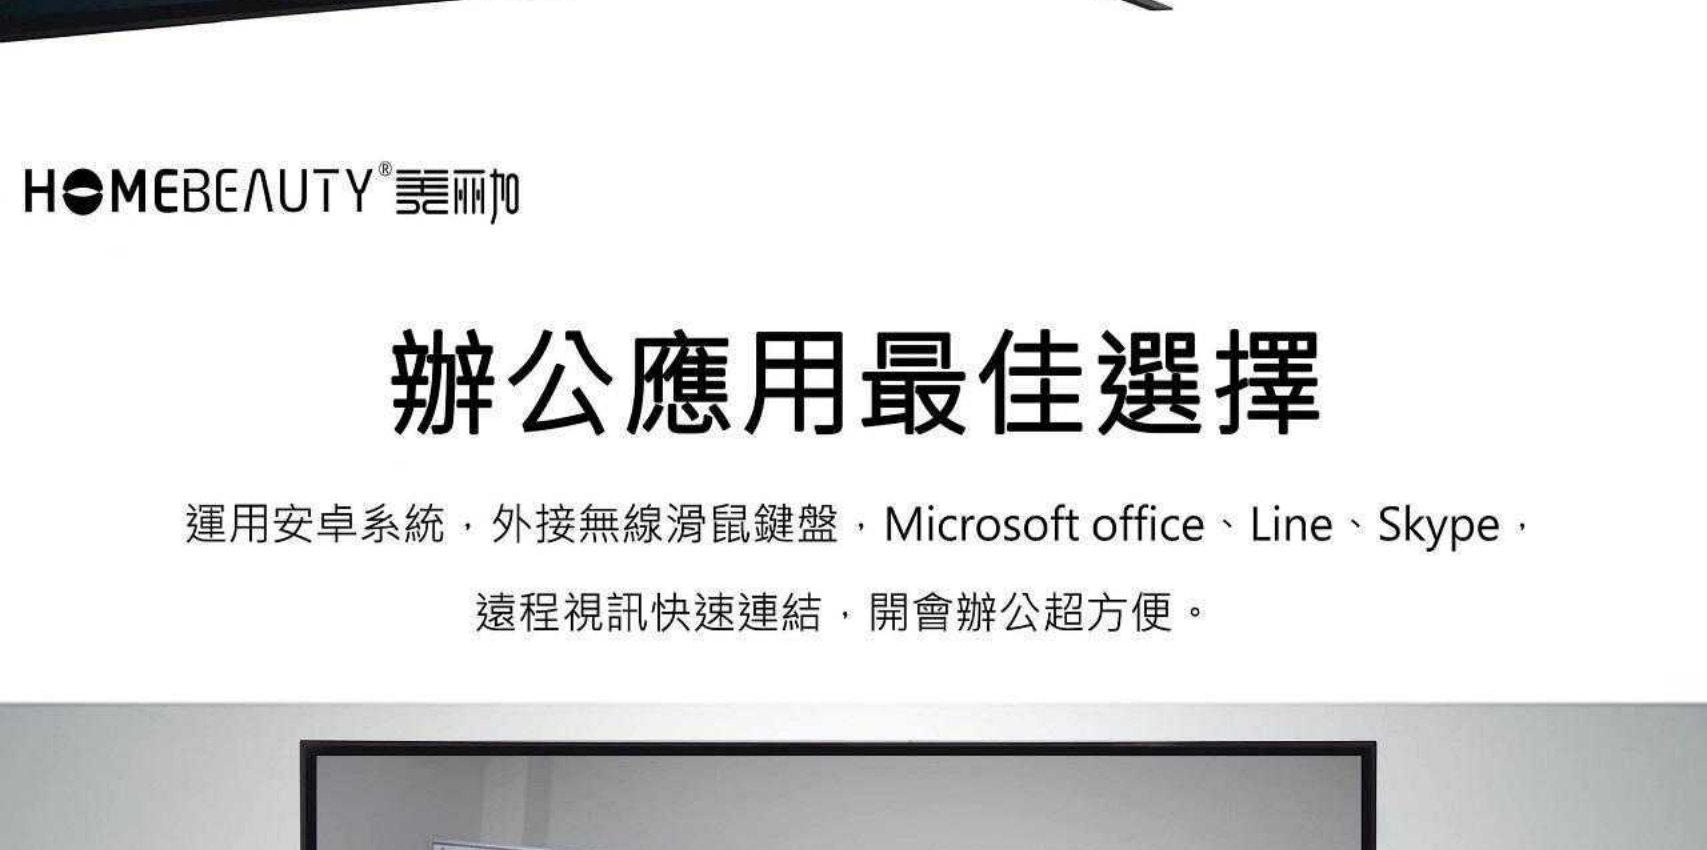 HOMEBEAUTY®美丽加
辦公應用最佳選擇
運用安卓系統，外接無線滑鼠鍵盤，Microsoft office、Line、Skype，
遠程視訊快速連結，開會辦公超方便。